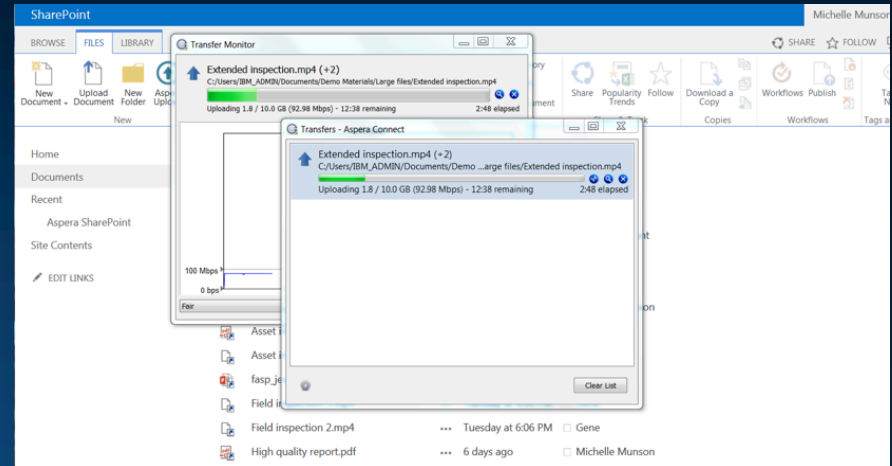 SharePoint
Michelle Munson
BROWSE FILES LIBRARY
SHARE FOLLOW
New Document
Upload Document
New Folder
Share
Popularity Trends
Follow
Download a Copy
Workflows Publish
New
Copies
Workflows
Tags a
Transfer Monitor
Extended inspection.mp4 (+2)
C:/Users/IBM_ADMIN/Documents/Demo Materials/Large files/Extended inspection.mp4
Uploading 1.8 / 10.0 GB (92.98 Mbps) - 12:38 remaining 2:48 elapsed
100 Mbps
0 bps
Fair
Transfers - Aspera Connect
Extended inspection.mp4 (+2)
C:/Users/IBM_ADMIN/Documents/Demo ...arge files/Extended inspection.mp4
Uploading 1.8 / 10.0 GB (92.98 Mbps) - 12:38 remaining 2:48 elapsed
Clear List
Home
Documents
Recent
Aspera SharePoint
Site Contents
EDIT LINKS
Asset i
Asset i
fasp_je
Field i
Field inspection 2.mp4 ... Tuesday at 6:06 PM Gene
High quality report.pdf ... 6 days ago Michelle Munson